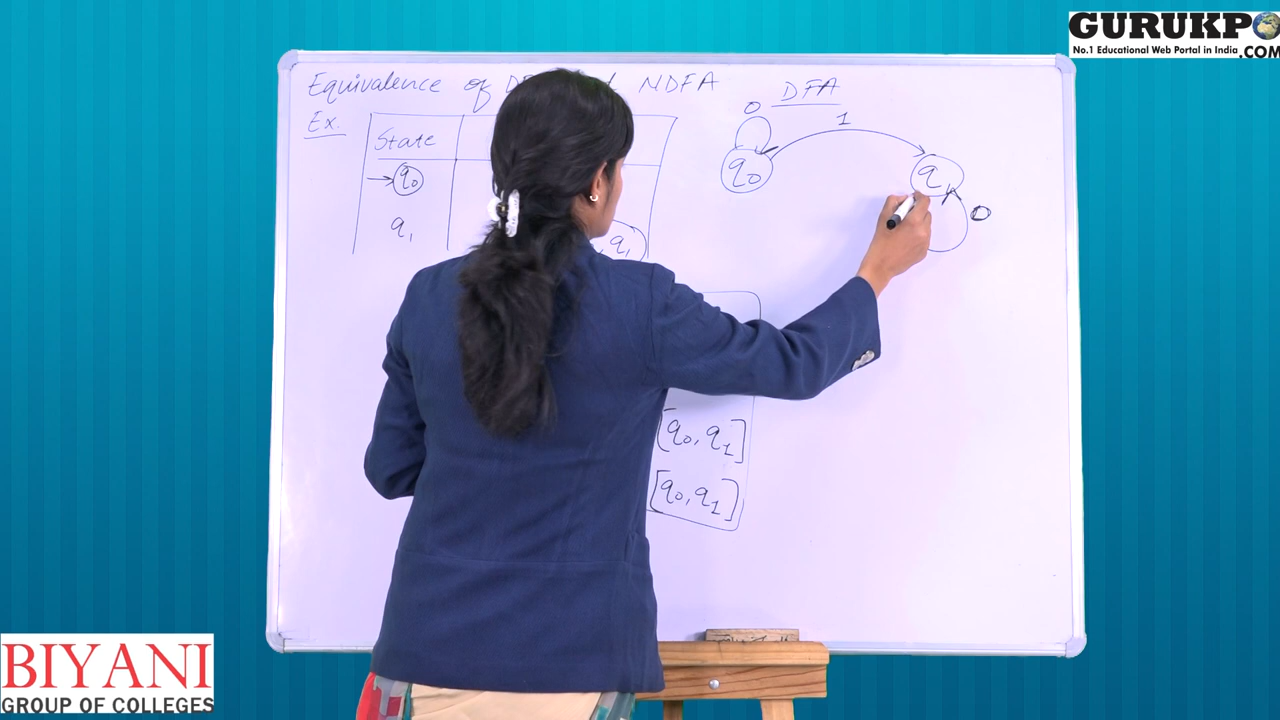 GURUKPO
No.1 Educational Web Portal in India .COM
Equivalence of NDFA
DFA
Ex.
State
→ q0
q1
q1
0
1
q0
q1
0
[q0, q1]
[q0, q1]
BIYANI
GROUP OF COLLEGES